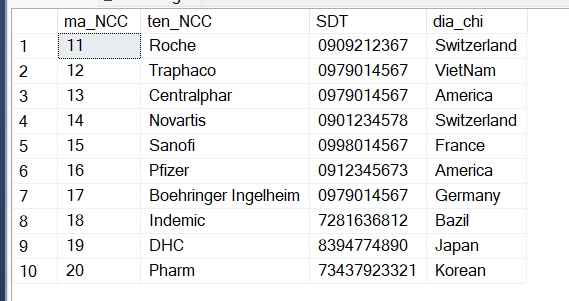 ma_NCC ten_NCC SDT dia_chi
1 11 Roche 0909212367 Switzerland
2 12 Traphaco 0979014567 VietNam
3 13 Centralphar 0979014567 America
4 14 Novartis 0901234578 Switzerland
5 15 Sanofi 0998014567 France
6 16 Pfizer 0912345673 America
7 17 Boehringer Ingelheim 0979014567 Germany
8 18 Indemic 7281636812 Bazil
9 19 DHC 8394774890 Japan
10 20 Pharm 73437923321 Korean